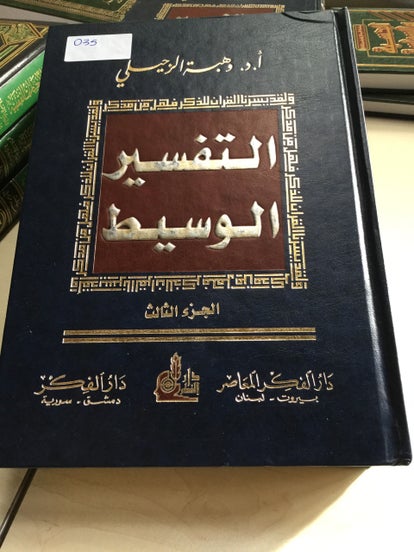 035
أ.د. وهبة الزحيلي
ولقد يسرنا القرآن للذكر فهل من مدكر
التفسير
الوسيط
الجزء الثالث
دار الفكر المعاصر
بيروت - لبنان
دار الفكر
دمشق - سورية